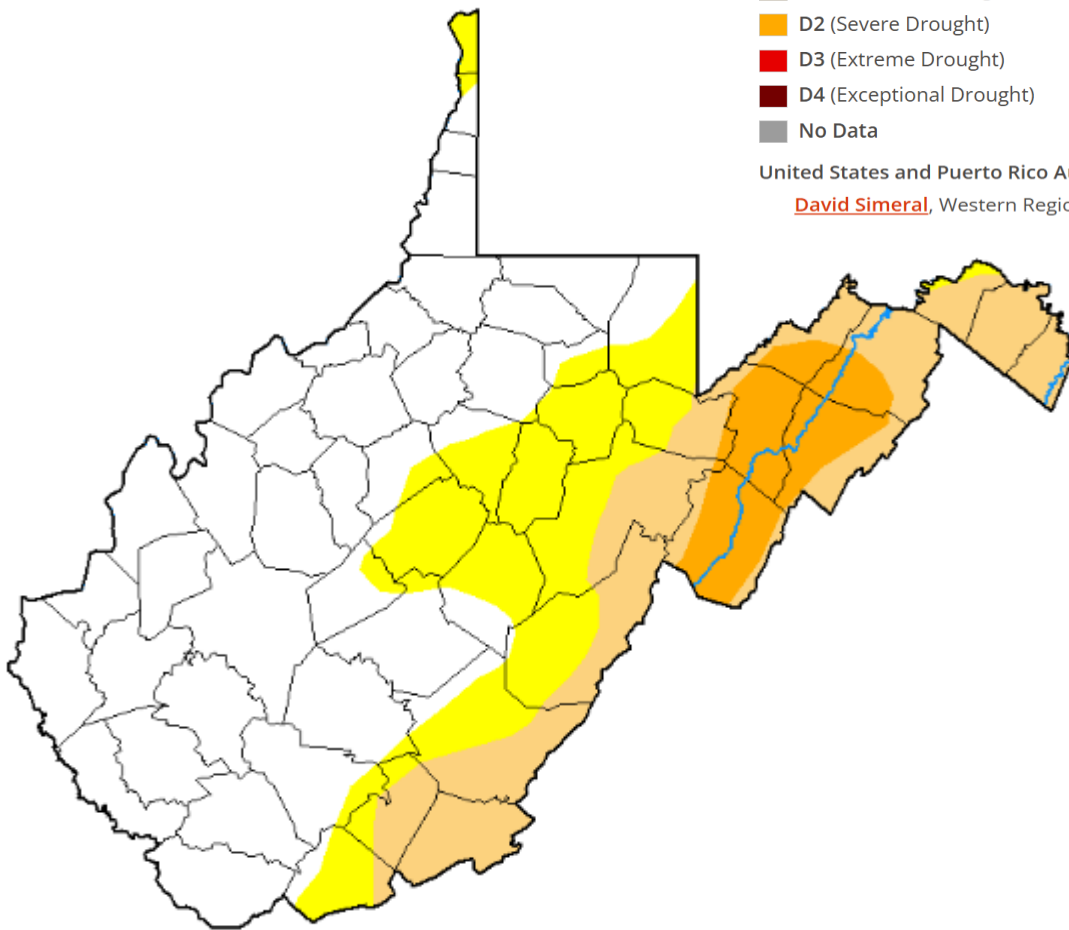 D2 (Severe Drought)
D3 (Extreme Drought)
D4 (Exceptional Drought)
No Data
United States and Puerto Rico
David Simeral, Western